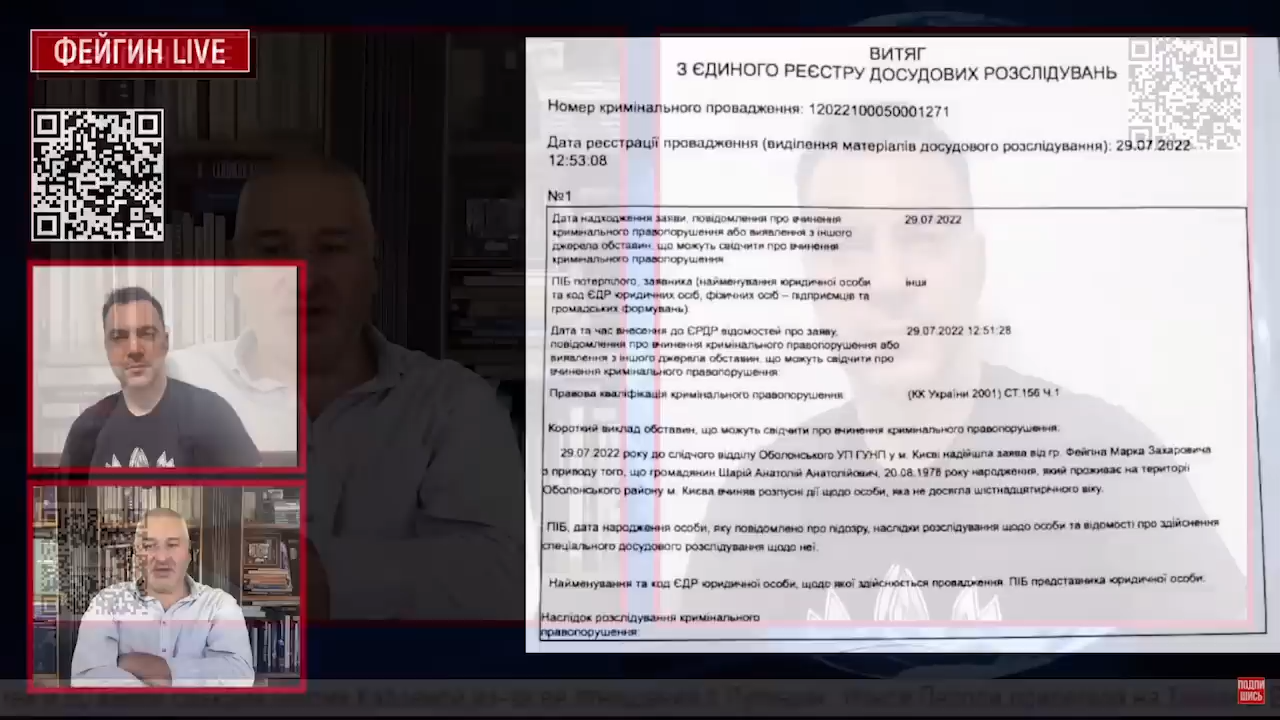 ФЕЙГИН LIVE
ВИТЯГ
З ЄДИНОГО РЕЄСТРУ ДОСУДОВИХ РОЗСЛІДУВАНЬ
Номер кримінального провадження: 12022100050001271
Дата реєстрації провадження (виділення матеріалів досудового розслідування): 29.07.2022
12:53:08
№1
Дата надходження заяви, повідомлення про вчинення 29.07.2022
кримінального правопорушення або виявлення з іншого
джерела обставин, що можуть свідчити про вчинення
кримінального правопорушення
ПІБ потерпілого, заявника (найменування юридичної особи інші
та код ЄДР юридичних осіб, фізичних осіб – підприємців та
громадських формувань)
Дата та час внесення до ЄРДР відомостей про заяву, 29.07.2022 12:51:28
повідомлення про вчинення кримінального правопорушення або
виявлення з іншого джерела обставин, що можуть свідчити про
вчинення кримінального правопорушення:
Правова кваліфікація кримінального правопорушення (КК України 2001) СТ.156 Ч.1
Короткий виклад обставин, що можуть свідчити про вчинення кримінального правопорушення:
29.07.2022 року до слідчого відділу Оболонського УП ГУНП у м. Києві надійшла заява від гр. Фейгіна Марка Захаровича
з приводу того, що громадянин Шарій Анатолій Анатолійович, 20.08.1978 року народження, який проживає на території
Оболонського району м. Києва вчиняв розпусні дії щодо особи, яка не досягла шістнадцятирічного віку.
ПІБ, дата народження особи, яку повідомлено про підозру, наслідки розслідування щодо особи та відомості про здійснення
спеціального досудового розслідування щодо неї.
Найменування та код ЄДР юридичної особи, щодо якої здійснюється провадження. ПІБ представника юридичної особи.
Наслідок розслідування кримінального
правопорушення:
ПОДПИ
ШИСЬ